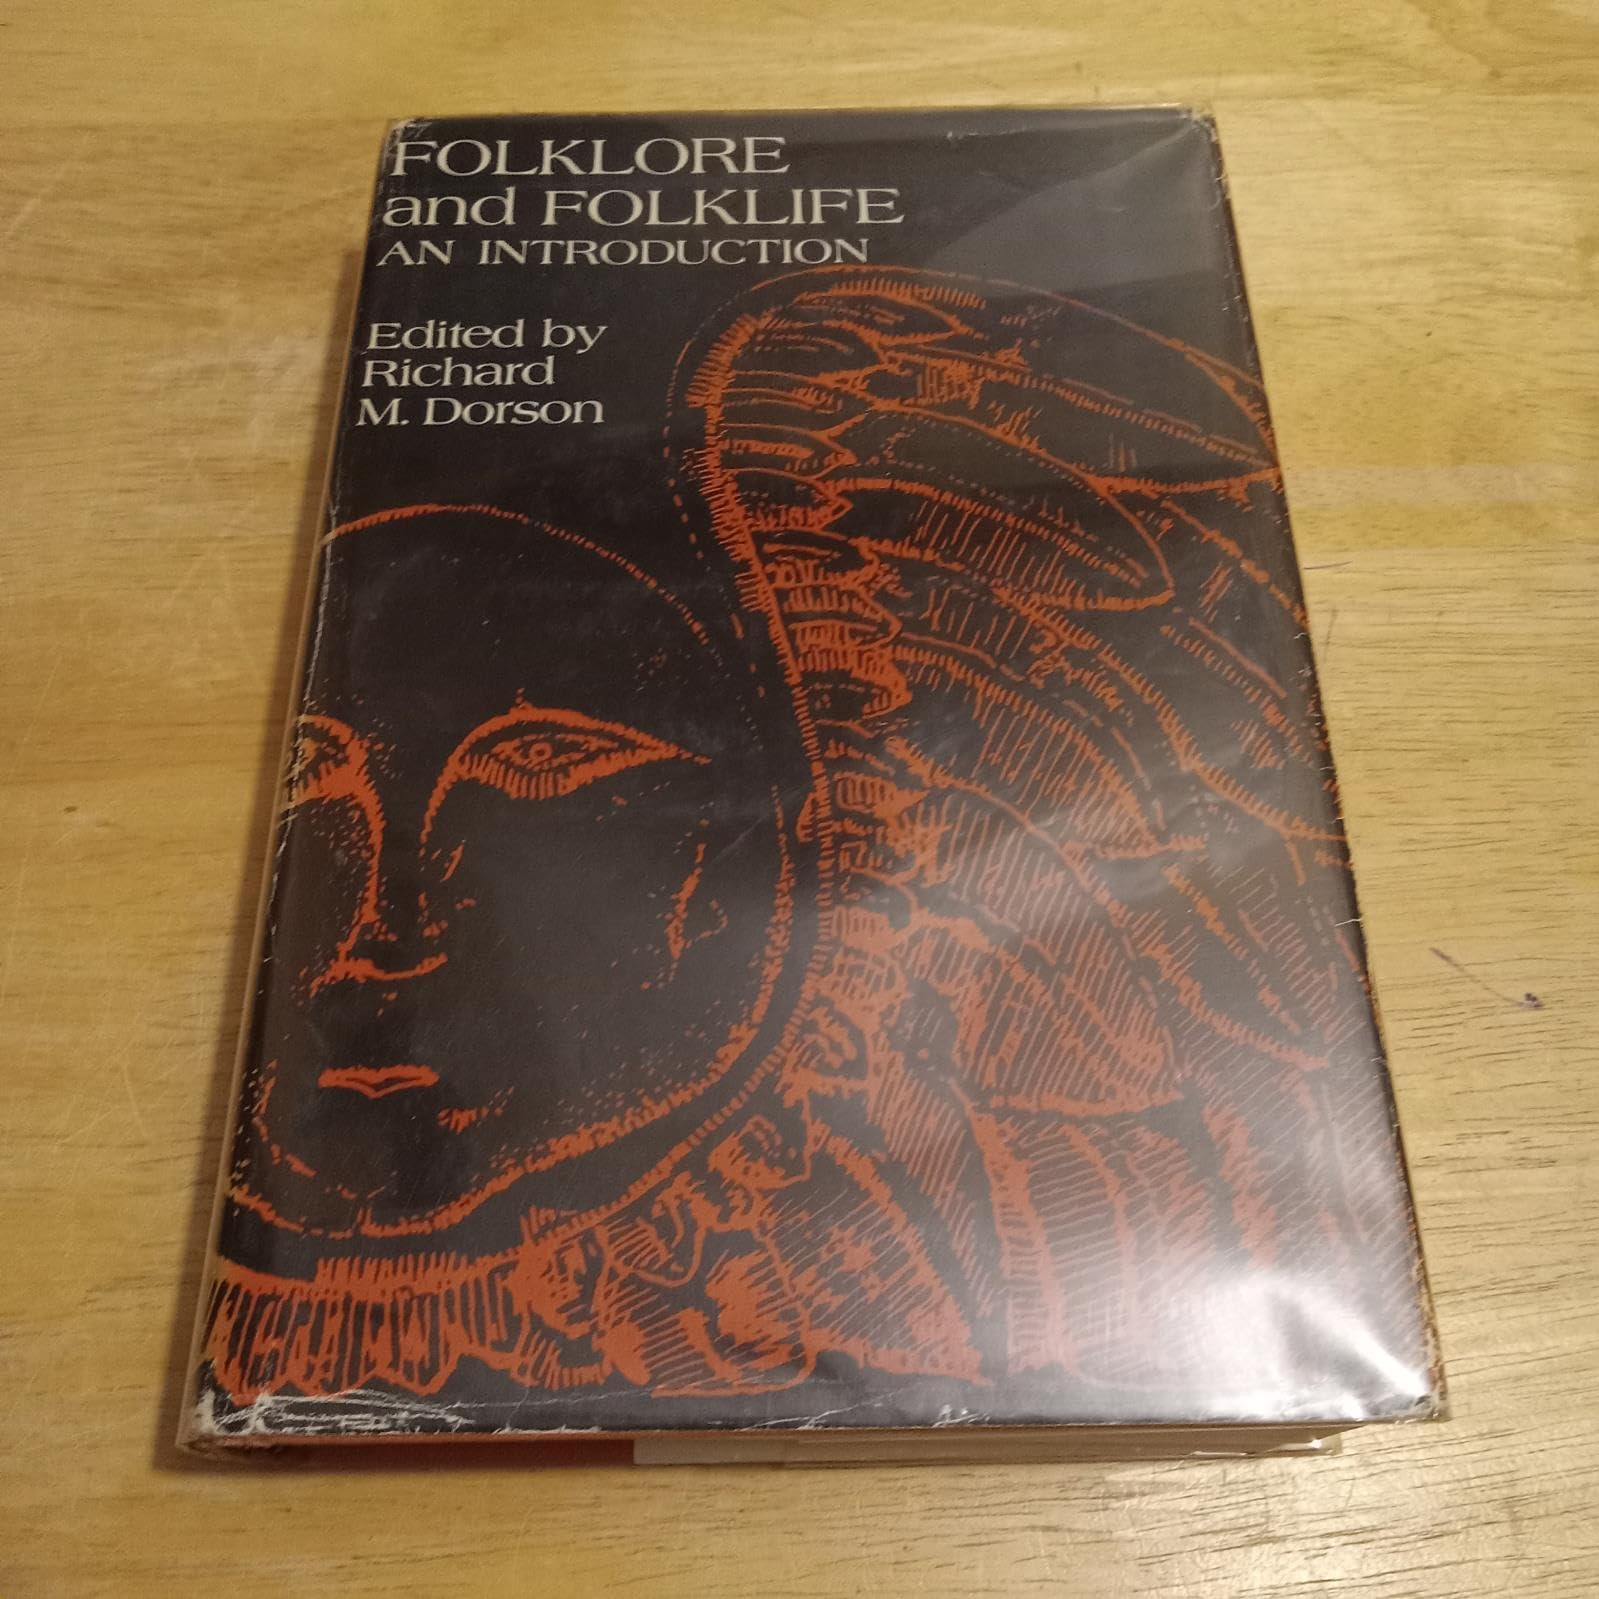 FOLKLORE
and FOLKLIFE
AN INTRODUCTION
Edited by
Richard
M. Dorson